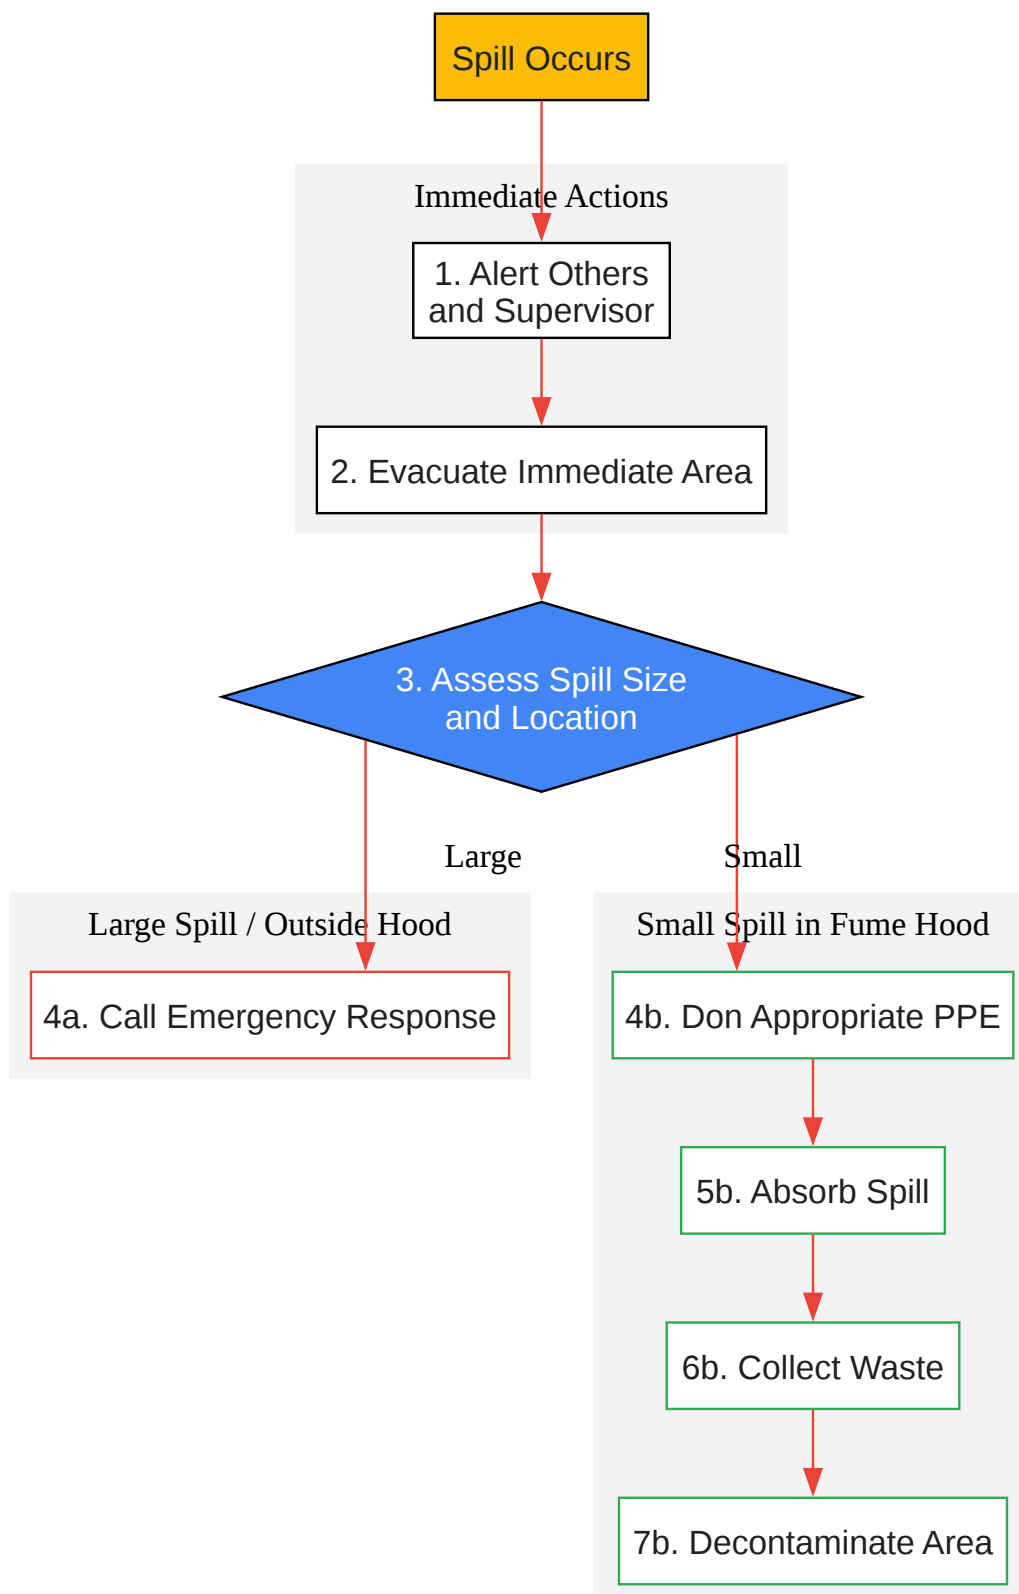 Spill Occurs
Immediate Actions
1. Alert Others
and Supervisor
2. Evacuate Immediate Area
3. Assess Spill Size
and Location
Large
Small
Large Spill / Outside Hood
Small Spill in Fume Hood
4a. Call Emergency Response
4b. Don Appropriate PPE
5b. Absorb Spill
6b. Collect Waste
7b. Decontaminate Area